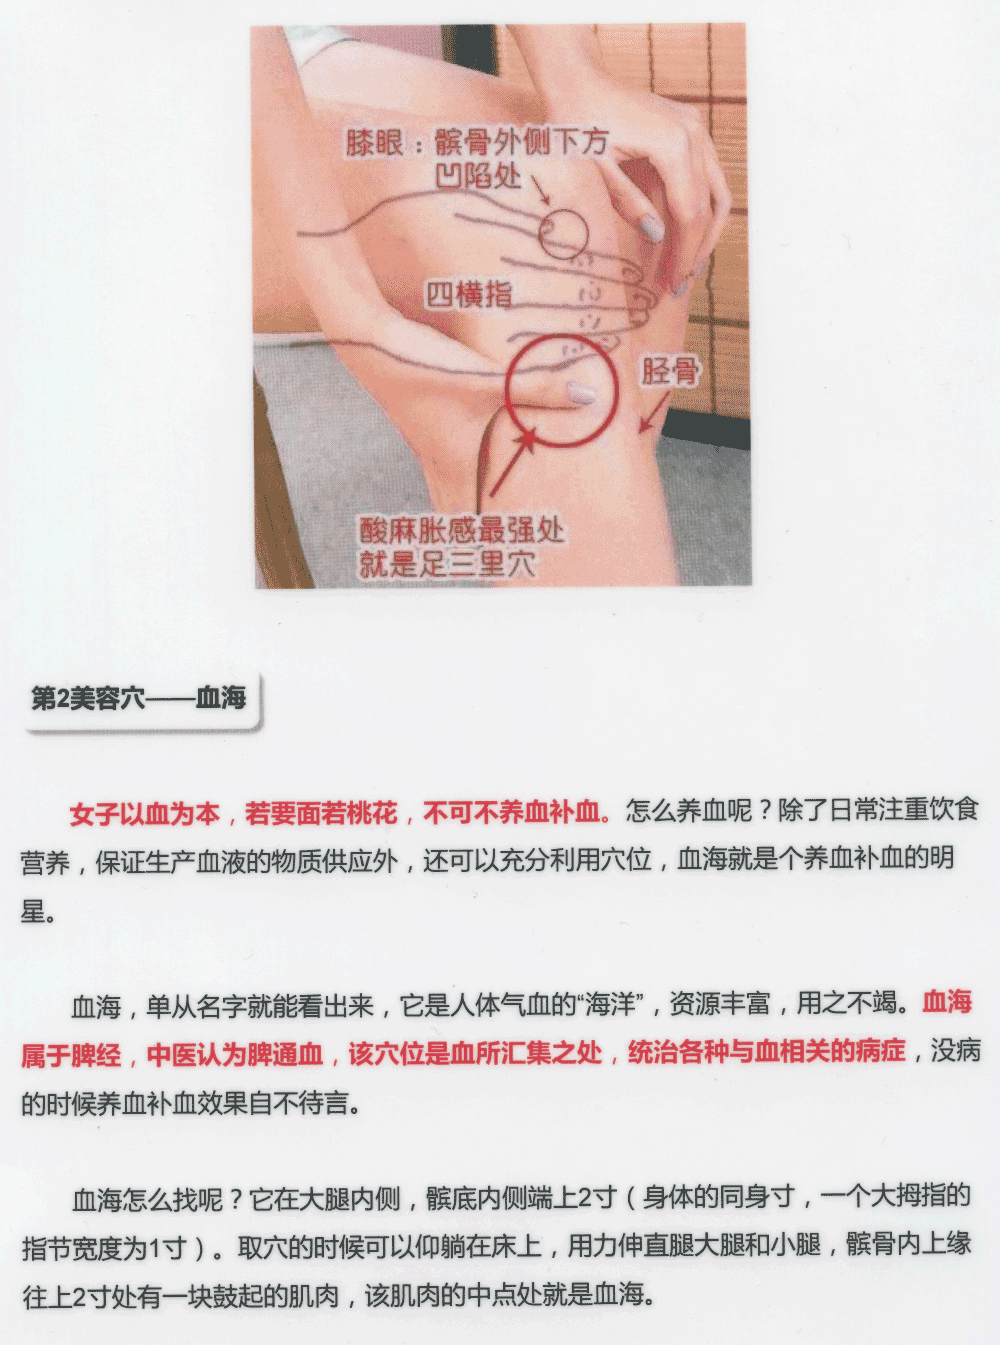 膝眼：髌骨外侧下方
凹陷处
四横指
胫骨
酸麻胀感最强处
就是足三里穴
第2美容穴——血海
女子以血为本，若要面若桃花，不可不养血补血。怎么养血呢？除了日常注重饮食
营养，保证生产血液的物质供应外，还可以充分利用穴位，血海就是个养血补血的明
星。
血海，单从名字就能看出来，它是人体气血的“海洋”，资源丰富，用之不竭。血海
属于脾经，中医认为脾通血，该穴位是血所汇集之处，统治各种与血相关的病症，没病
的时候养血补血效果自不待言。
血海怎么找呢？它在大腿内侧，髌底内侧端上2寸（身体的同身寸，一个大拇指的
指节宽度为1寸）。取穴的时候可以仰躺在床上，用力伸直腿大腿和小腿，髌骨内上缘
往上2寸处有一块鼓起的肌肉，该肌肉的中点处就是血海。